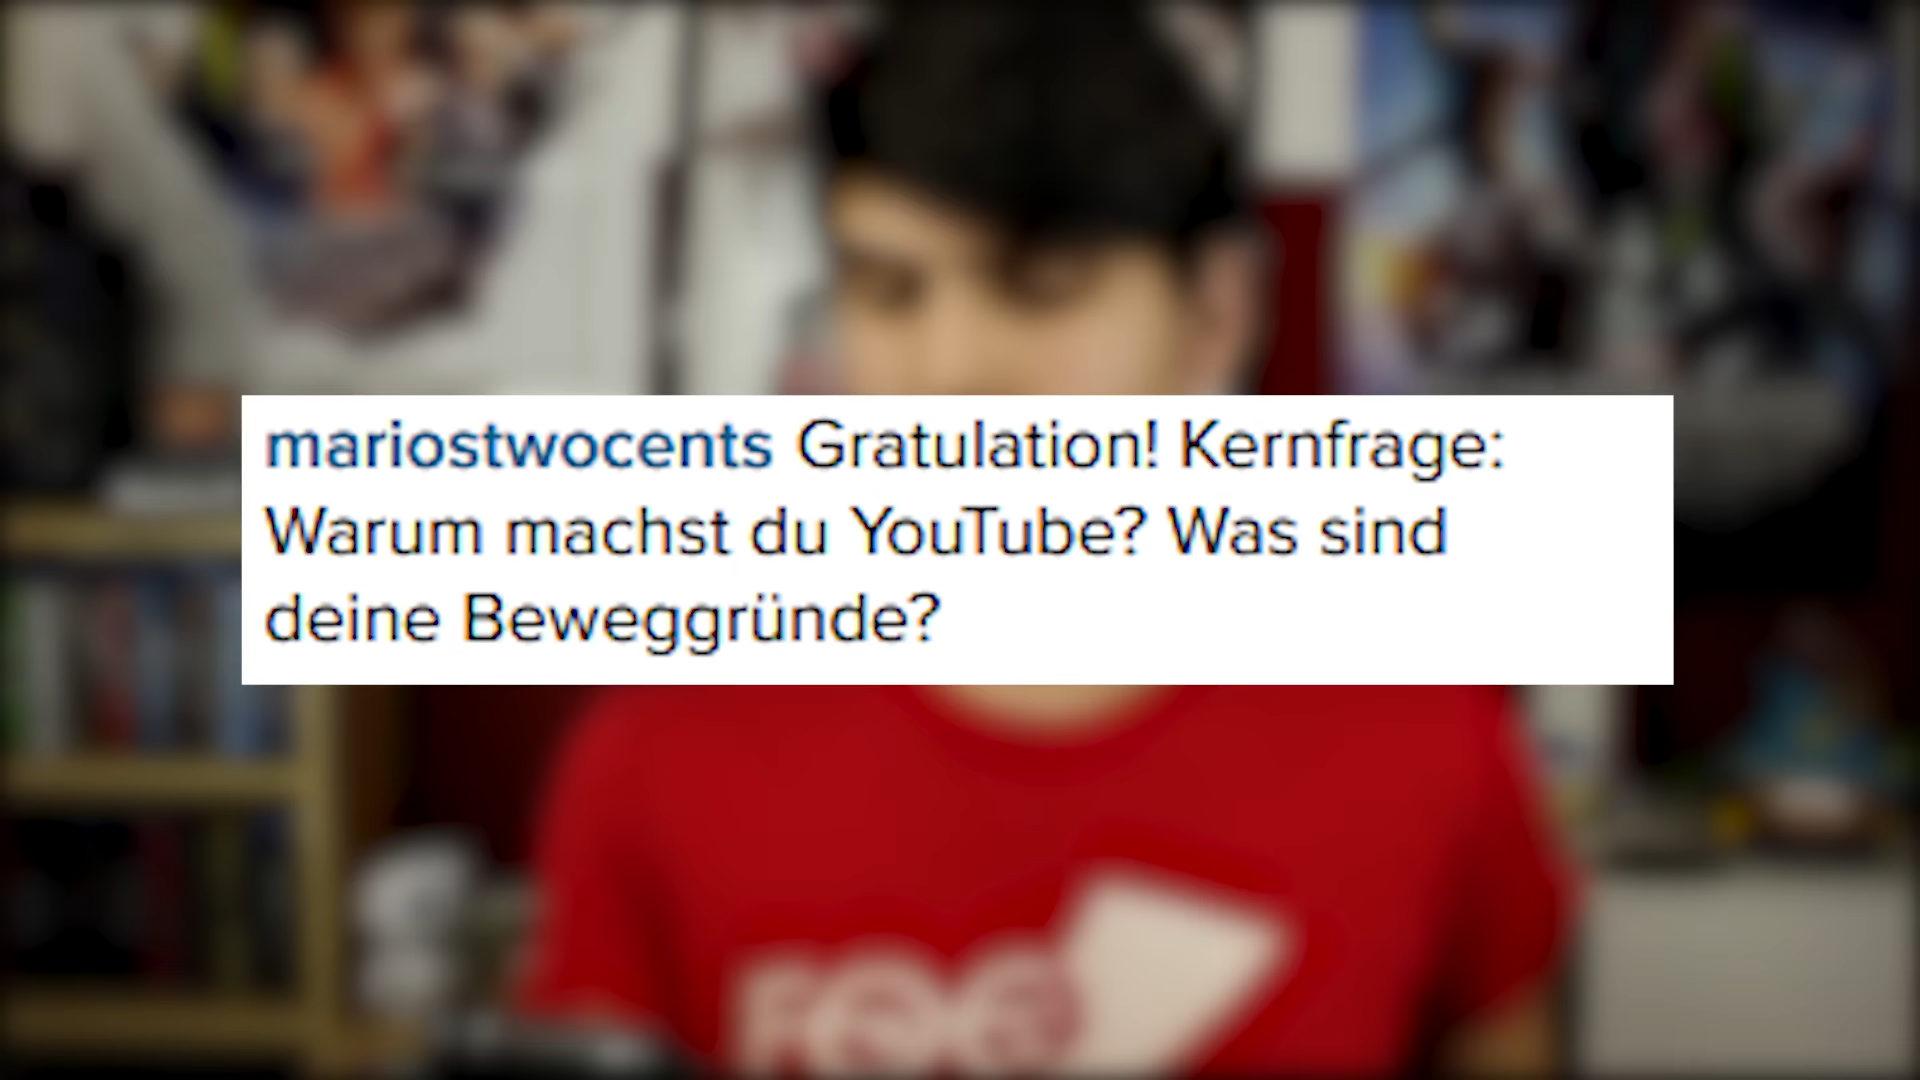 mariostwocents Gratulation! Kernfrage:
Warum machst du YouTube? Was sind
deine Beweggründe?